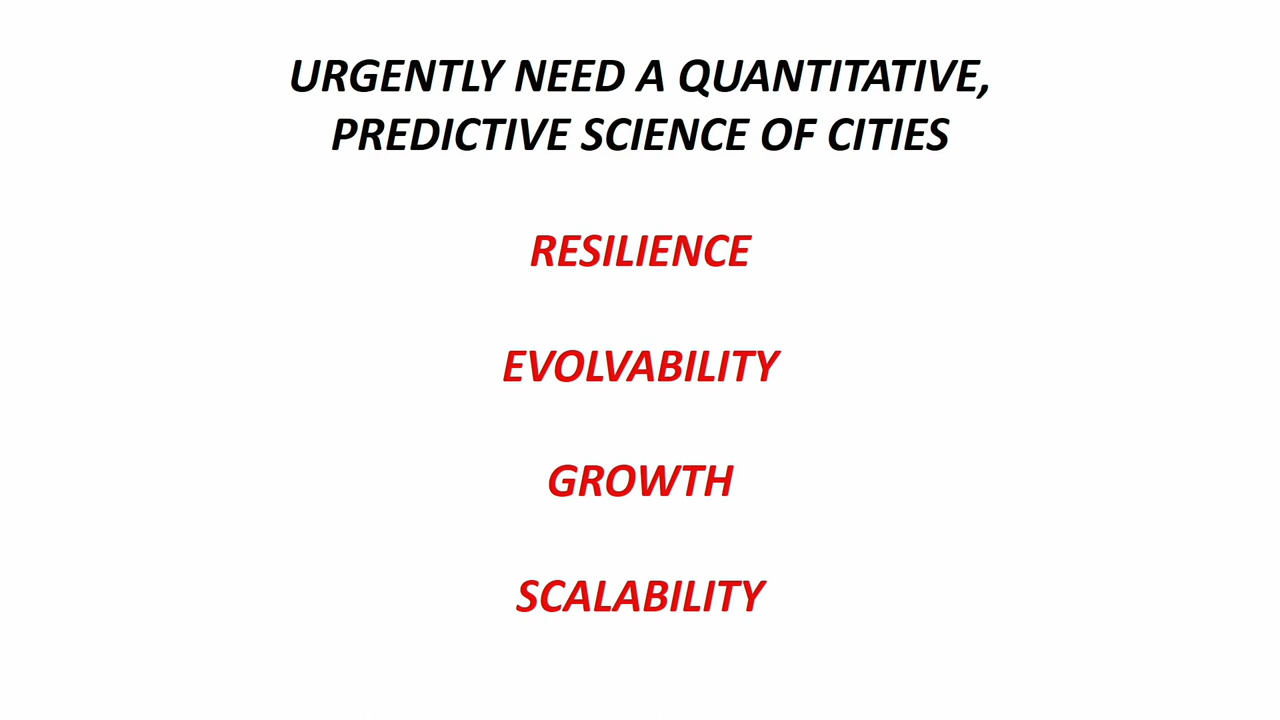 URGENTLY NEED A QUANTITATIVE,
PREDICTIVE SCIENCE OF CITIES
RESILIENCE
EVOLVABILITY
GROWTH
SCALABILITY